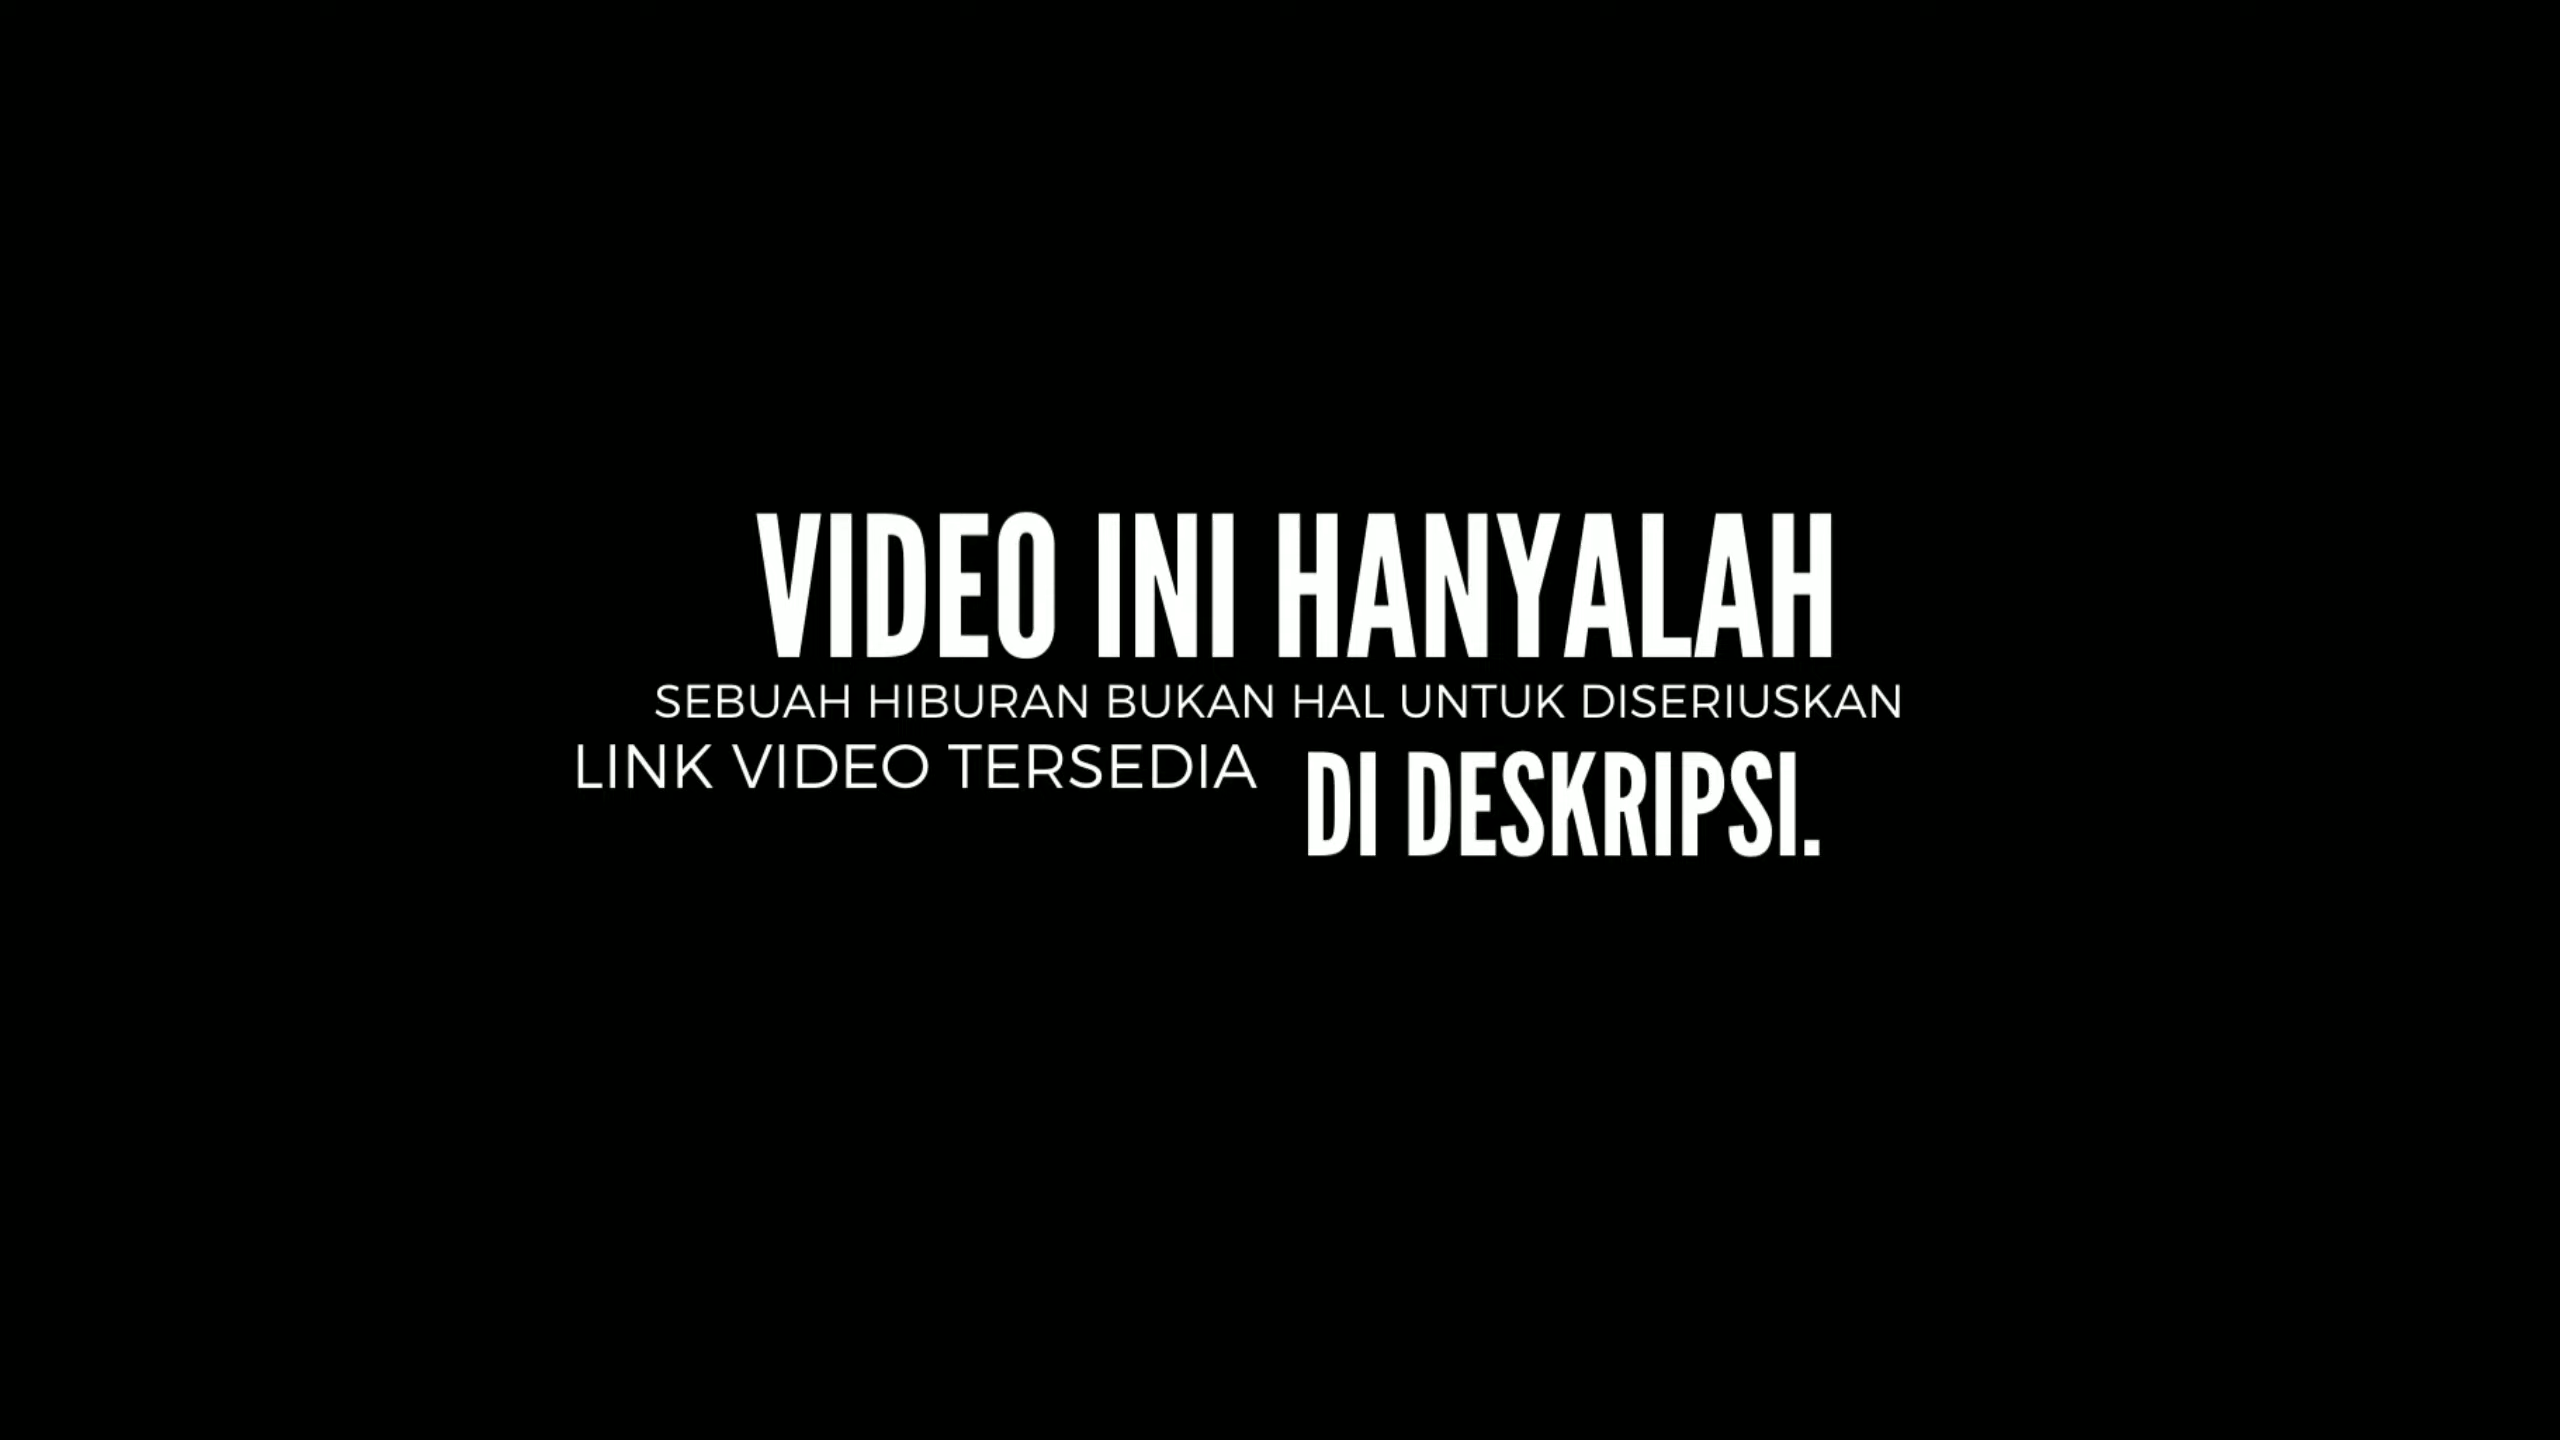 VIDEO INI HANYALAH
SEBUAH HIBURAN BUKAN HAL UNTUK DISERIUSKAN
LINK VIDEO TERSEDIA DI DESKRIPSI.